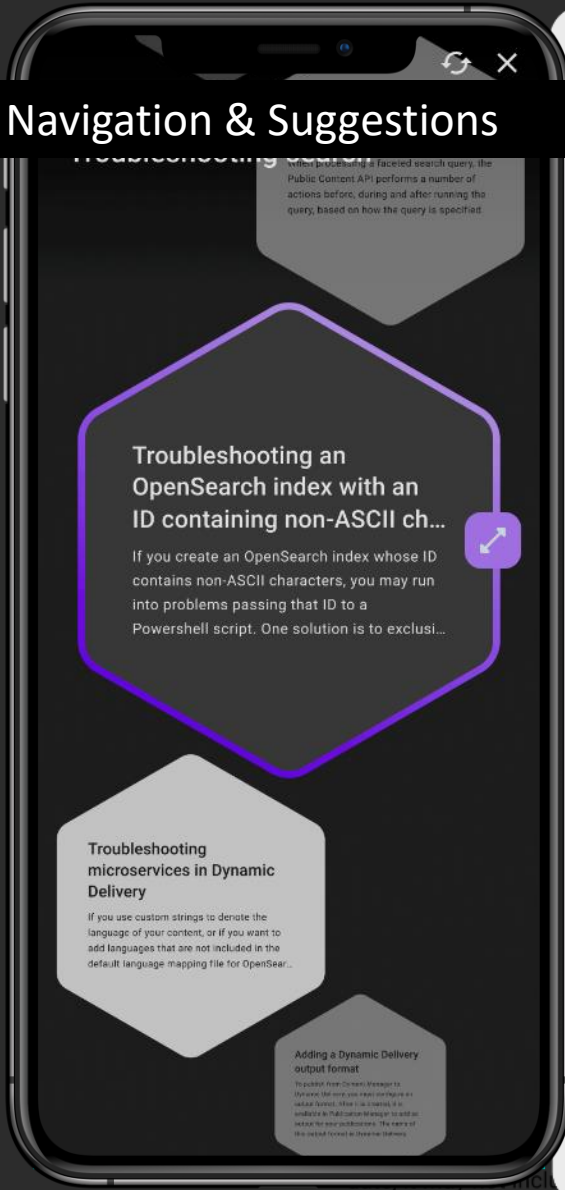 Navigation & Suggestions
Troubleshooting search
When processing a faceted search query, the
Public Content API performs a number of
actions before, during and after running the
query, based on how the query is specified.
Troubleshooting an
OpenSearch index with an
ID containing non-ASCII ch...
If you create an OpenSearch index whose ID
contains non-ASCII characters, you may run
into problems passing that ID to a
Powershell script. One solution is to exclusi...
Troubleshooting
microservices in Dynamic
Delivery
If you use custom strings to denote the
language of your content, or if you want to
add languages that are not included in the
default language mapping file for OpenSear...
Adding a Dynamic Delivery
output format
To publish from Content Manager to
Dynamic Delivery, you must configure an
output format. After it is created, it is
available in Publication Manager to add as
output for your publications. The name of
this output format is Dynamic Delivery.